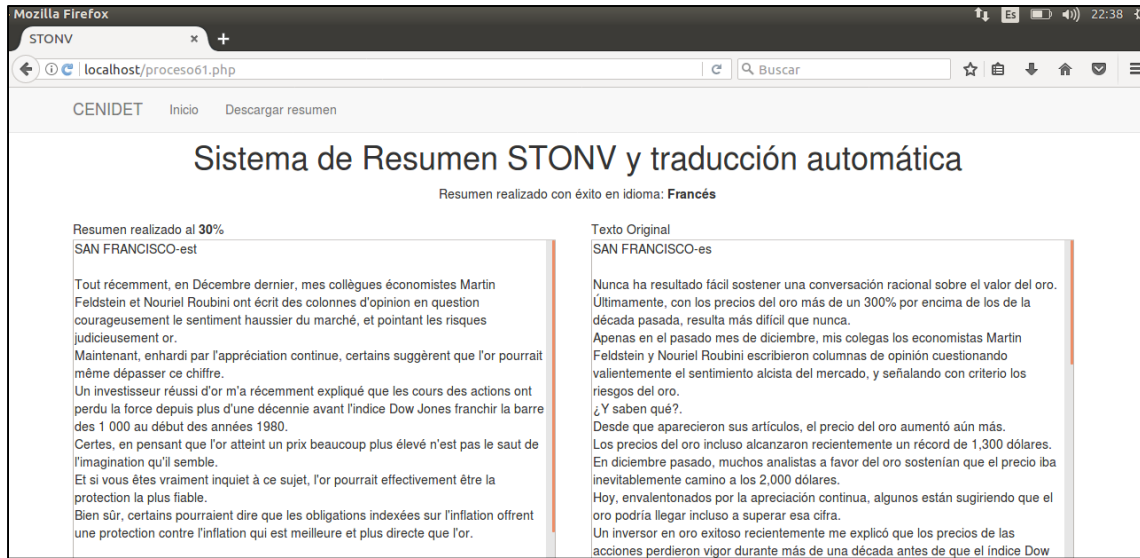 Mozilla Firefox
Es
22:38
STONV
localhost/proceso61.php
Buscar
CENIDET
Inicio
Descargar resumen
Sistema de Resumen STONV y traducción automática
Resumen realizado con éxito en idioma: Francés
Resumen realizado al 30%
SAN FRANCISCO-est
Tout récemment, en Décembre dernier, mes collègues économistes Martin
Feldstein et Nouriel Roubini ont écrit des colonnes d'opinion en question
courageusement le sentiment haussier du marché, et pointant les risques
judicieusement or.
Maintenant, enhardi par l'appréciation continue, certains suggèrent que l'or pourrait
même dépasser ce chiffre.
Un investisseur réussi d'or m'a récemment expliqué que les cours des actions ont
perdu la force depuis plus d'une décennie avant l'indice Dow Jones franchir la barre
des 1 000 au début des années 1980.
Certes, en pensant que l'or atteint un prix beaucoup plus élevé n'est pas le saut de
l'imagination qu'il semble.
Et si vous êtes vraiment inquiet à ce sujet, l'or pourrait effectivement être la
protection la plus fiable.
Bien sûr, certains pourraient dire que les obligations indexées sur l'inflation offrent
une protection contre l'inflation qui est meilleure et plus directe que l'or.
Texto Original
SAN FRANCISCO-es
Nunca ha resultado fácil sostener una conversación racional sobre el valor del oro.
Últimamente, con los precios del oro más de un 300% por encima de los de la
década pasada, resulta más difícil que nunca.
Apenas en el pasado mes de diciembre, mis colegas los economistas Martin
Feldstein y Nouriel Roubini escribieron columnas de opinión cuestionando
valientemente el sentimiento alcista del mercado, y señalando con criterio los
riesgos del oro.
¿Y saben qué?.
Desde que aparecieron sus artículos, el precio del oro aumentó aún más.
Los precios del oro incluso alcanzaron recientemente un récord de 1,300 dólares.
En diciembre pasado, muchos analistas a favor del oro sostenían que el precio iba
inevitablemente camino a los 2,000 dólares.
Hoy, envalentonados por la apreciación continua, algunos están sugiriendo que el
oro podría llegar incluso a superar esa cifra.
Un inversor en oro exitoso recientemente me explicó que los precios de las
acciones perdieron vigor durante más de una década antes de que el índice Dow